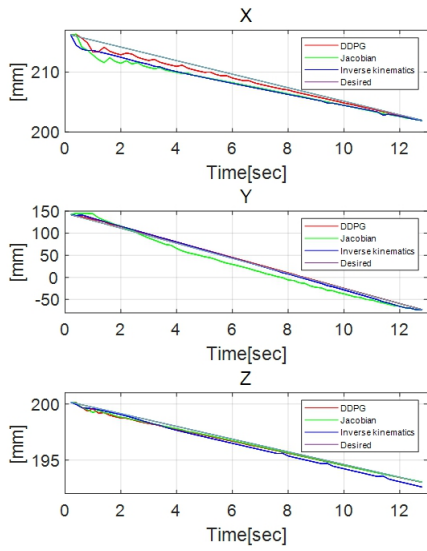 X
[mm]
210
200
DDPG
Jacobian
Inverse kinematics
Desired
0 2 4 6 8 10 12
Time[sec]
Y
[mm]
150
100
50
0
-50
DDPG
Jacobian
Inverse kinematics
Desired
0 2 4 6 8 10 12
Time[sec]
Z
[mm]
200
195
DDPG
Jacobian
Inverse kinematics
Desired
0 2 4 6 8 10 12
Time[sec]